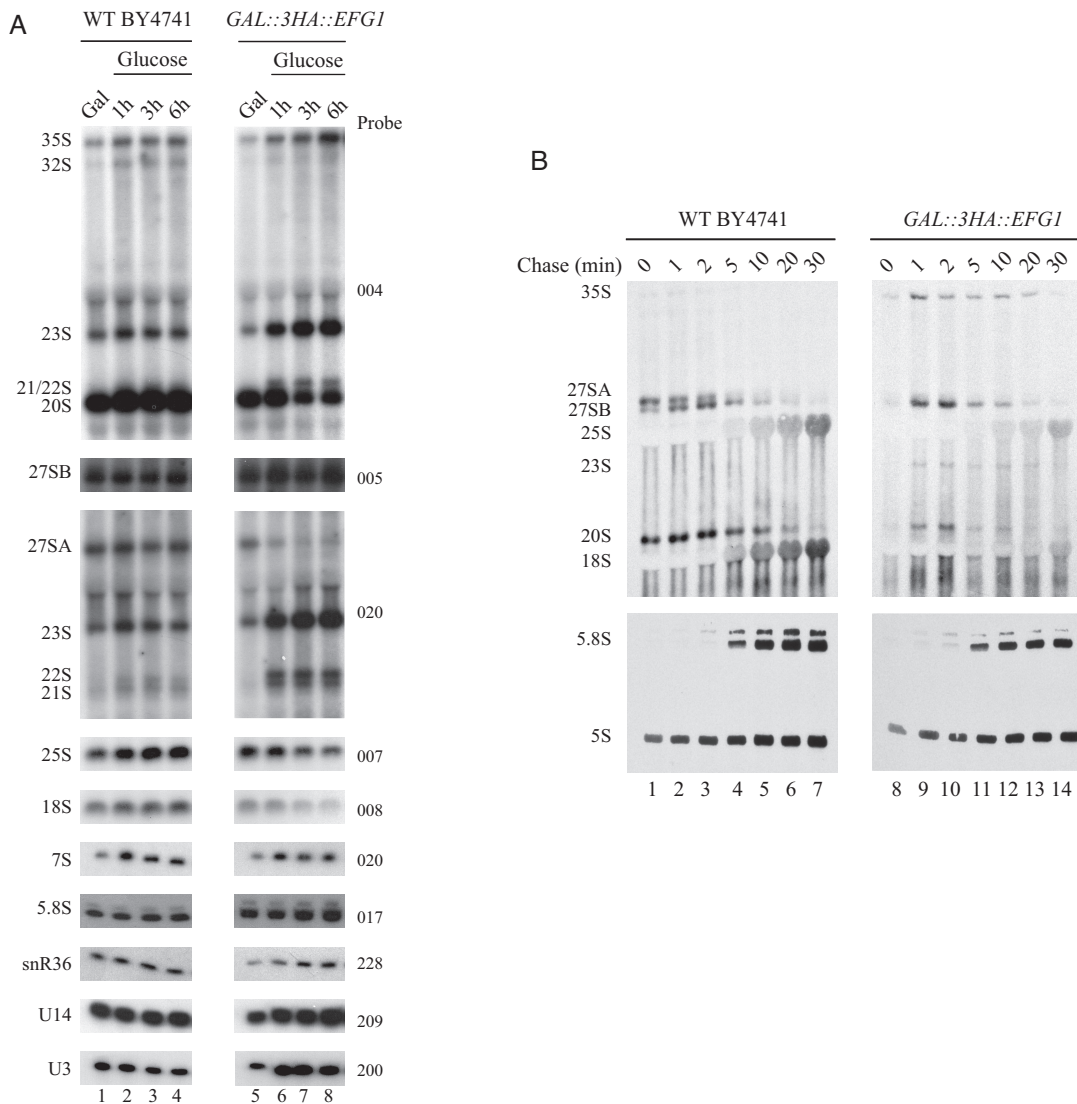 A
WT BY4741
GAL::3HA::EFG1
Glucose
Glucose
Gal 1h 3h 6h
Gal 1h 3h 6h
Probe
35S
32S
004
23S
21/22S
20S
27SB
005
27SA
020
23S
22S
21S
25S
007
18S
008
7S
020
5.8S
017
snR36
228
U14
209
U3
200
1 2 3 4
5 6 7 8
B
WT BY4741
GAL::3HA::EFG1
Chase (min)
0 1 2 5 10 20 30
0 1 2 5 10 20 30
35S
27SA
27SB
25S
23S
20S
18S
5.8S
5S
1 2 3 4 5 6 7
8 9 10 11 12 13 14